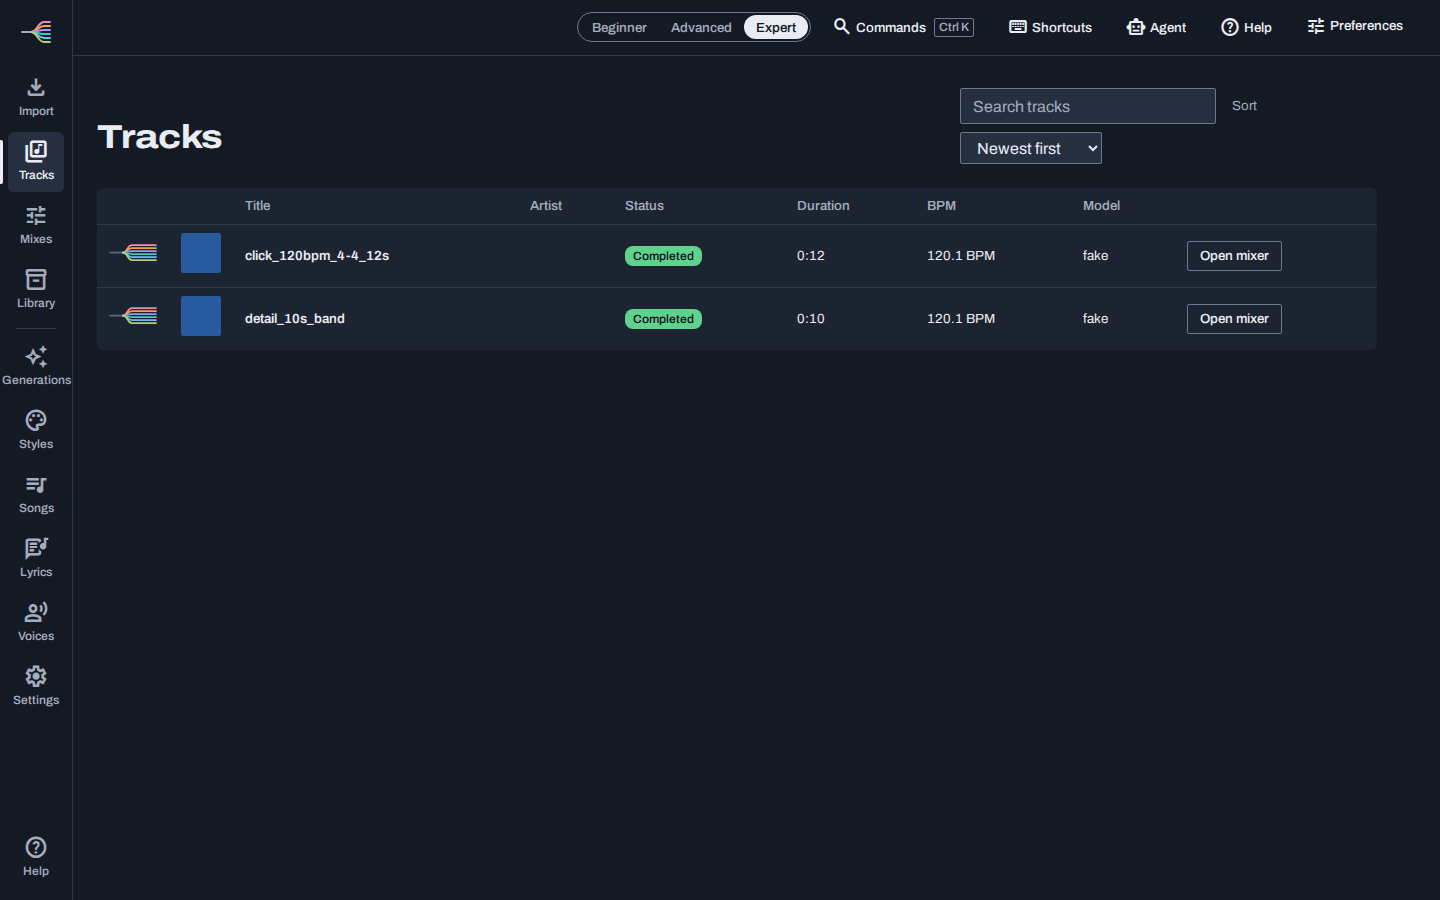 Beginner Advanced Expert Commands Ctrl K Shortcuts Agent Help Preferences
Import
Tracks
Mixes
Library
Generations
Styles
Songs
Lyrics
Voices
Settings
Help
Tracks
Search tracks
Sort
Newest first
Title Artist Status Duration BPM Model
click_120bpm_4-4_12s Completed 0:12 120.1 BPM fake Open mixer
detail_10s_band Completed 0:10 120.1 BPM fake Open mixer